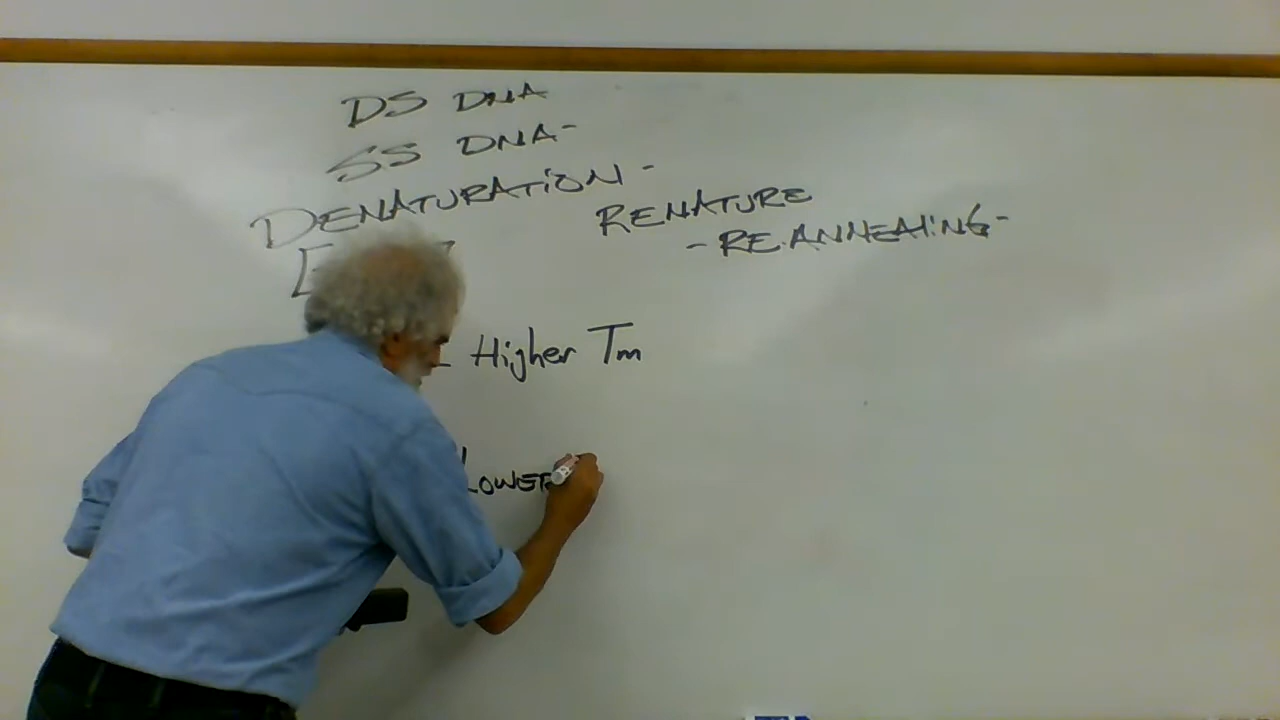 DS DNA
SS DNA-
DENATURATION -
RENATURE
- RE.ANNEALING -
- Higher Tm
LOWER